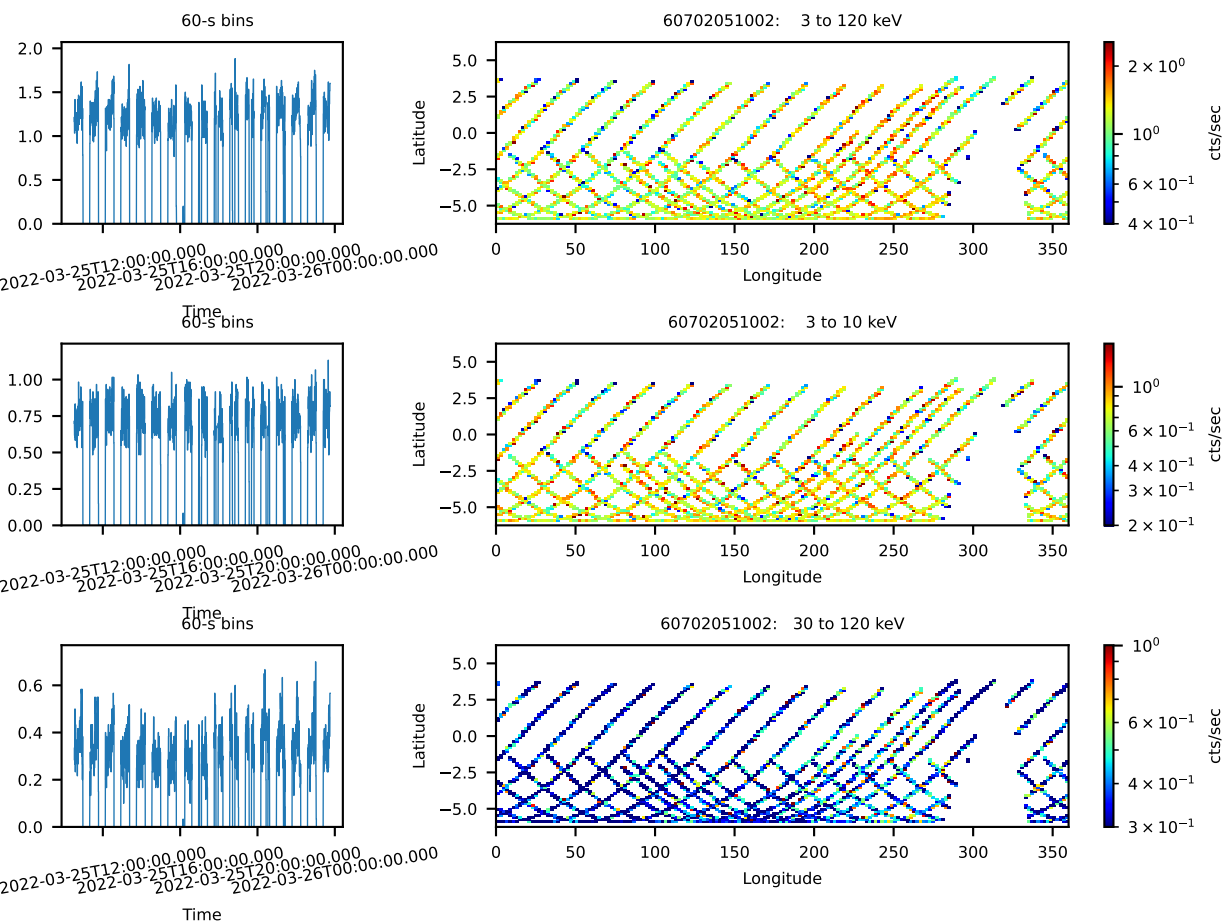 60-s bins
60702051002:    3 to 120 keV
2.0
1.5
1.0
0.5
0.0
2022-03-25T12:00:00.000
2022-03-25T16:00:00.000
2022-03-25T20:00:00.000
2022-03-26T00:00:00.000
Time
Latitude
5.0
2.5
0.0
−2.5
−5.0
0 50 100 150 200 250 300 350
Longitude
2 × 10⁰
10⁰
6 × 10⁻¹
4 × 10⁻¹
cts/sec
60-s bins
60702051002:    3 to 10 keV
1.00
0.75
0.50
0.25
0.00
2022-03-25T12:00:00.000
2022-03-25T16:00:00.000
2022-03-25T20:00:00.000
2022-03-26T00:00:00.000
Time
Latitude
5.0
2.5
0.0
−2.5
−5.0
0 50 100 150 200 250 300 350
Longitude
10⁰
6 × 10⁻¹
4 × 10⁻¹
3 × 10⁻¹
2 × 10⁻¹
cts/sec
60-s bins
60702051002:   30 to 120 keV
0.6
0.4
0.2
0.0
2022-03-25T12:00:00.000
2022-03-25T16:00:00.000
2022-03-25T20:00:00.000
2022-03-26T00:00:00.000
Time
Latitude
5.0
2.5
0.0
−2.5
−5.0
0 50 100 150 200 250 300 350
Longitude
10⁰
6 × 10⁻¹
4 × 10⁻¹
3 × 10⁻¹
cts/sec